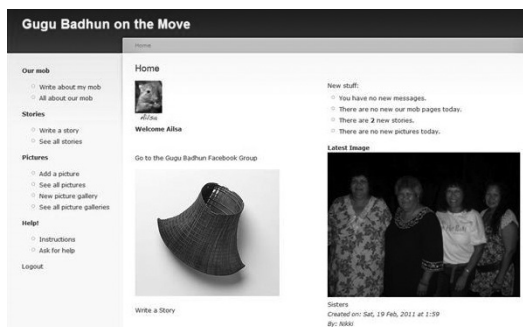 Gugu Badhun on the Move
Home
Our mob
Write about my mob
All about our mob
Stories
Write a story
See all stories
Pictures
Add a picture
See all pictures
New picture gallery
See all picture galleries
Help!
Instructions
Ask for help
Logout
Home
Ailsa
Welcome Ailsa
Go to the Gugu Badhun Facebook Group
Write a Story
New stuff:
You have no new messages.
There are no new our mob pages today.
There are 2 new stories.
There are no new pictures today.
Latest Image
Sisters
Created on: Sat, 19 Feb, 2011 at 1:59
By: Nikki